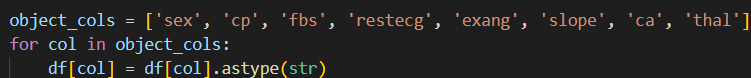 object_cols = ['sex', 'cp', 'fbs', 'restecg', 'exang', 'slope', 'ca', 'thal']
for col in object_cols:
    df[col] = df[col].astype(str)